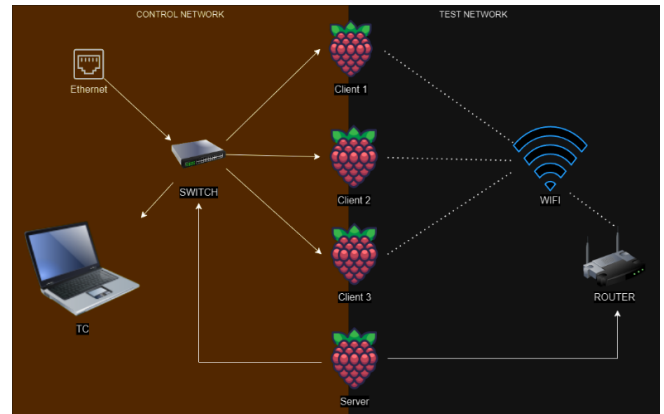 CONTROL NETWORK
TEST NETWORK
Ethernet
Client 1
SWITCH
Client 2
WIFI
Client 3
ROUTER
TC
Server